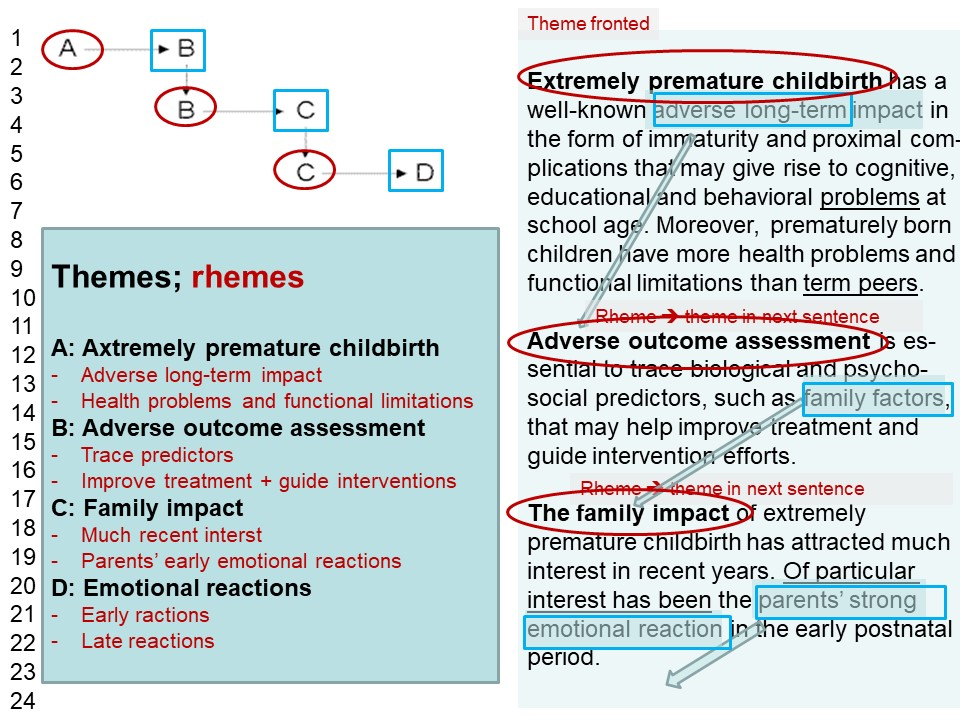 1
2
3
4
5
6
7
8
9
10
11
12
13
14
15
16
17
18
19
20
21
22
23
24
A B
B C
C D
Themes; rhemes
A: Axtremely premature childbirth
- Adverse long-term impact
- Health problems and functional limitations
B: Adverse outcome assessment
- Trace predictors
- Improve treatment + guide interventions
C: Family impact
- Much recent interst
- Parents’ early emotional reactions
D: Emotional reactions
- Early ractions
- Late reactions
Theme fronted
Extremely premature childbirth has a
well-known adverse long-term impact in
the form of immaturity and proximal com-
plications that may give rise to cognitive,
educational and behavioral problems at
school age. Moreover, prematurely born
children have more health problems and
functional limitations than term peers.
Rheme ➔ theme in next sentence
Adverse outcome assessment is es-
sential to trace biological and psycho-
social predictors, such as family factors,
that may help improve treatment and
guide intervention efforts.
Rheme ➔ theme in next sentence
The family impact of extremely
premature childbirth has attracted much
interest in recent years. Of particular
interest has been the parents’ strong
emotional reaction in the early postnatal
period.